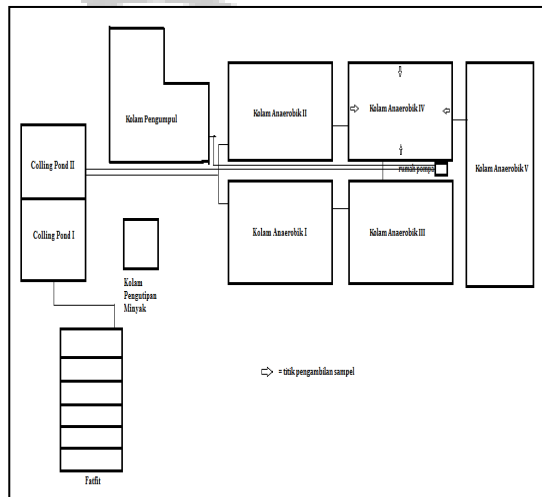 Kolam Pengumpul
Kolam Anaerobik II
Kolam Anaerobik IV
Colling Pond II
rumah pompa
Kolam Anaerobik V
Colling Pond I
Kolam Anaerobik I
Kolam Anaerobik III
Kolam
Pengutipan
Minyak
= titik pengambilan sampel
Fatfit